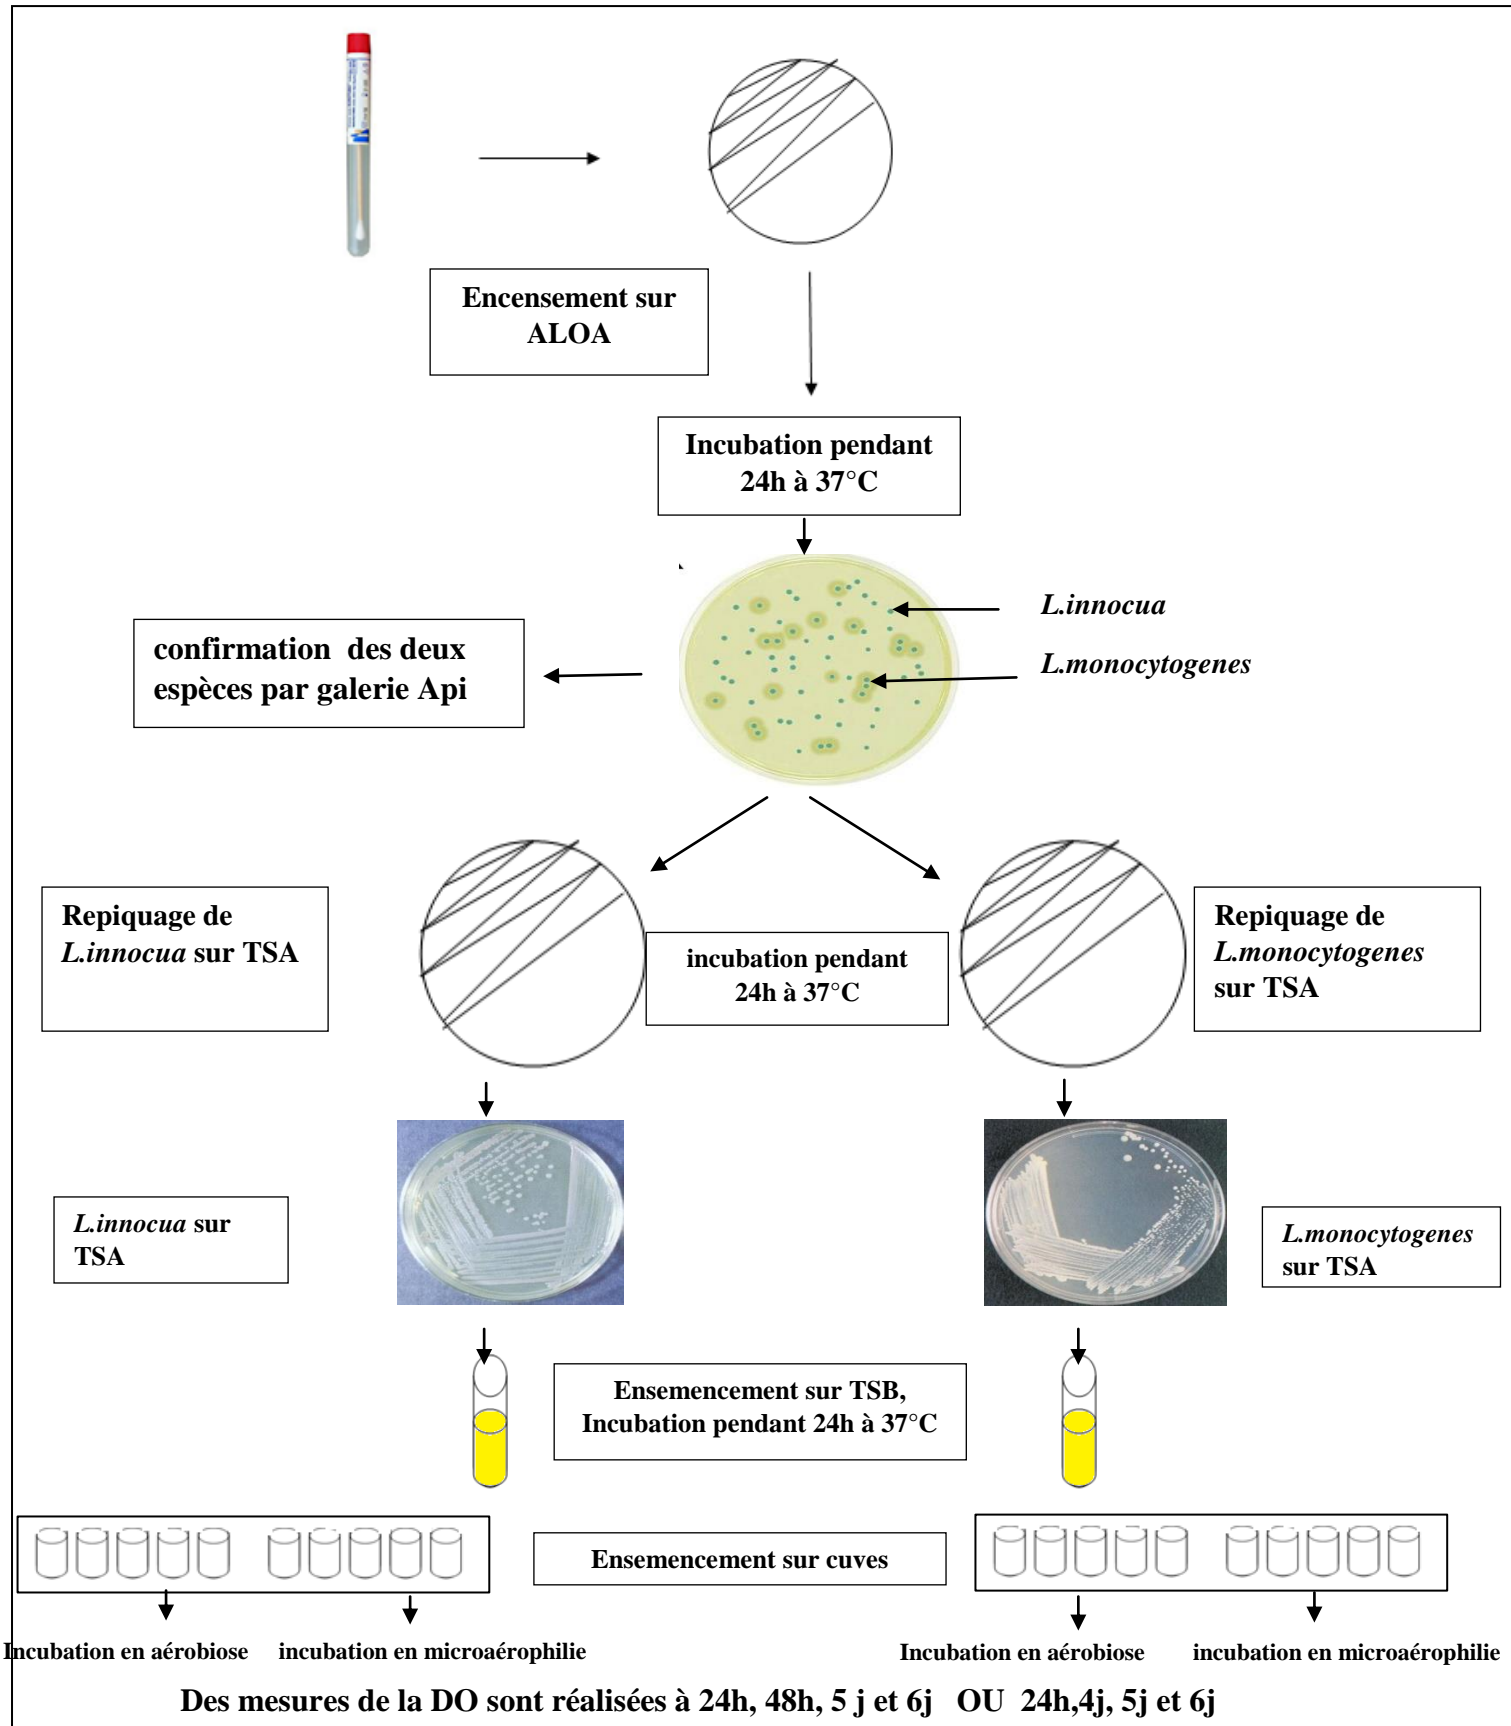 Encensement sur
ALOA
Incubation pendant
24h à 37°C
L.innocua
L.monocytogenes
confirmation des deux
espèces par galerie Api
Repiquage de
L.innocua sur TSA
incubation pendant
24h à 37°C
Repiquage de
L.monocytogenes
sur TSA
L.innocua sur
TSA
L.monocytogenes
sur TSA
Ensemencement sur TSB,
Incubation pendant 24h à 37°C
Ensemencement sur cuves
Incubation en aérobiose
incubation en microaérophilie
Incubation en aérobiose
incubation en microaérophilie
Des mesures de la DO sont réalisées à 24h, 48h, 5 j et 6j OU 24h,4j, 5j et 6j